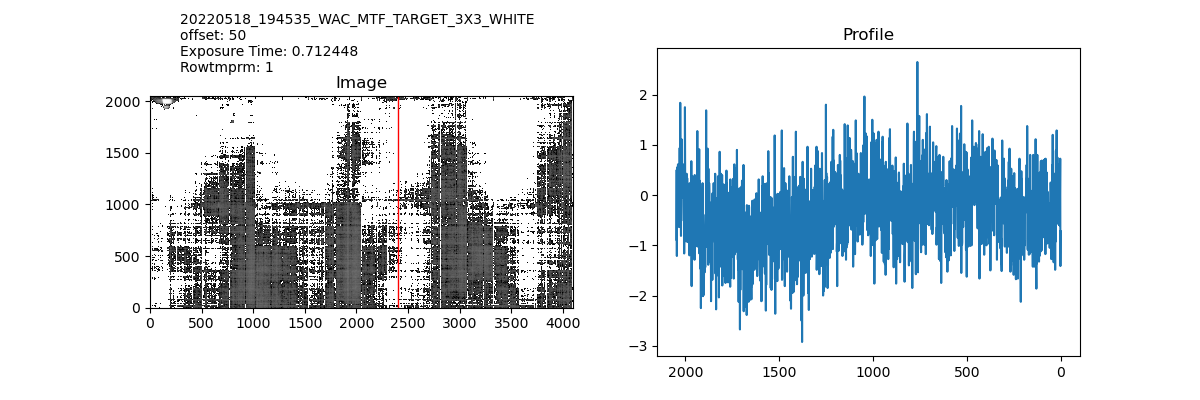 20220518_194535_WAC_MTF_TARGET_3X3_WHITE
offset: 50
Exposure Time: 0.712448
Rowtmprm: 1
Image
2000
1500
1000
500
0
0 500 1000 1500 2000 2500 3000 3500 4000
Profile
2
1
0
−1
−2
−3
2000 1500 1000 500 0